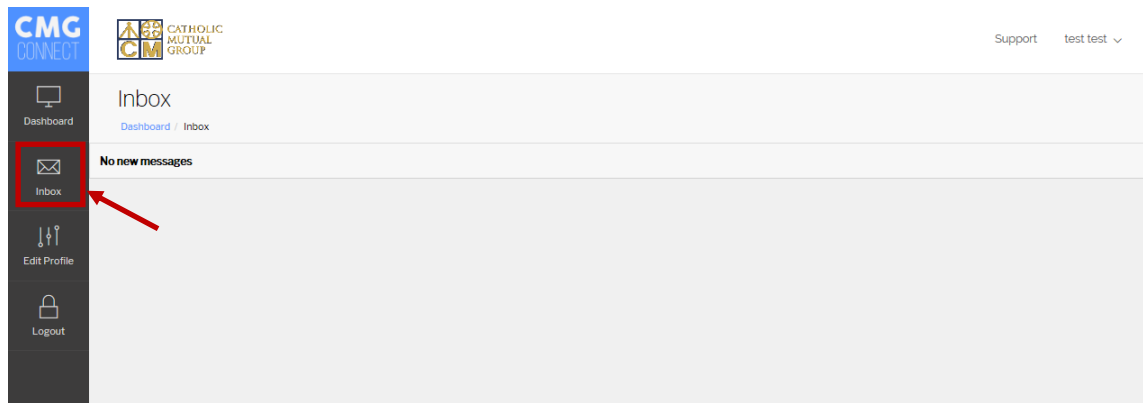 CMG
CONNECT
CATHOLIC
MUTUAL
GROUP
CM
Support test test
Dashboard
Inbox
Dashboard / Inbox
No new messages
Inbox
Edit Profile
Logout